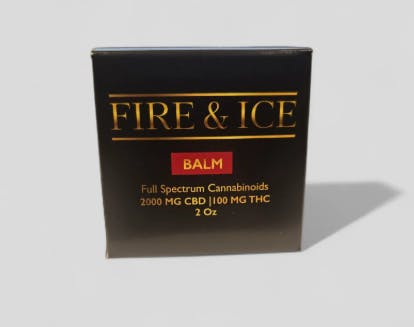 FIRE & ICE
BALM
Full Spectrum Cannabinoids
2000 MG CBD |100 MG THC
2 Oz